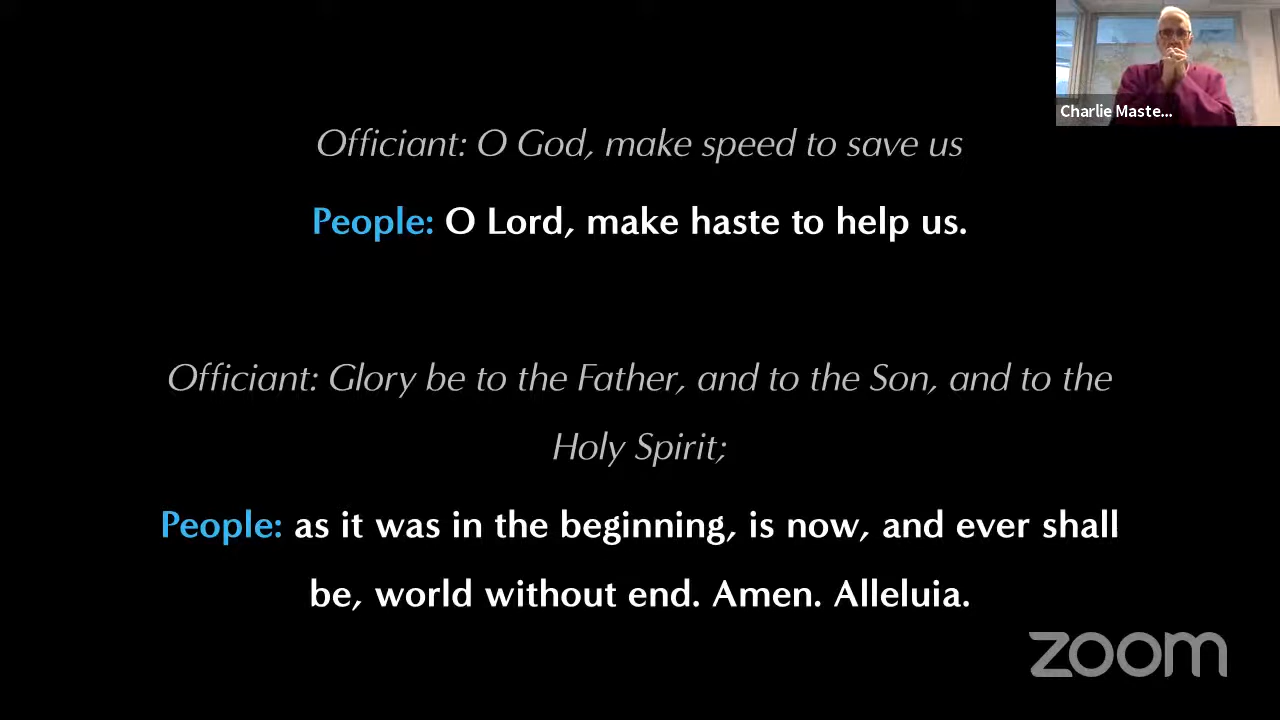 Charlie Maste...
Officiant: O God, make speed to save us
People: O Lord, make haste to help us.
Officiant: Glory be to the Father, and to the Son, and to the
Holy Spirit;
People: as it was in the beginning, is now, and ever shall
be, world without end. Amen. Alleluia.
zoom